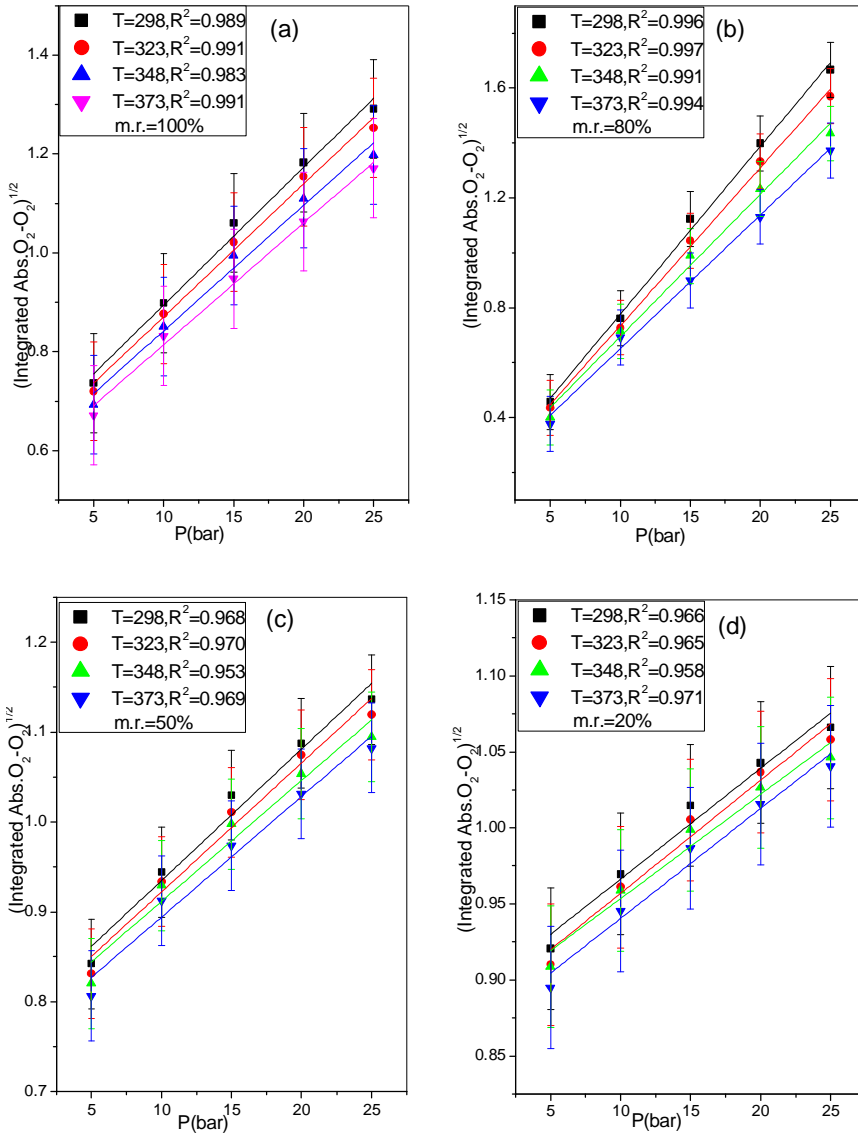 T=298,R²=0.989
T=323,R²=0.991
T=348,R²=0.983
T=373,R²=0.991
m.r.=100%
(a)
(Integrated Abs.O₂-O₂)¹/²
1.4
1.2
1.0
0.8
0.6
5 10 15 20 25
P(bar)
T=298,R²=0.996
T=323,R²=0.997
T=348,R²=0.991
T=373,R²=0.994
m.r.=80%
(b)
(Integrated Abs.O₂-O₂)¹/²
1.6
1.2
0.8
0.4
5 10 15 20 25
P(bar)
T=298,R²=0.968
T=323,R²=0.970
T=348,R²=0.953
T=373,R²=0.969
m.r.=50%
(c)
(Integrated Abs.O₂-O₂)¹/²
1.2
1.1
1.0
0.9
0.8
0.7
5 10 15 20 25
P(bar)
T=298,R²=0.966
T=323,R²=0.965
T=348,R²=0.958
T=373,R²=0.971
m.r.=20%
(d)
(Integrated Abs.O₂-O₂)¹/²
1.15
1.10
1.05
1.00
0.95
0.90
0.85
5 10 15 20 25
P(bar)